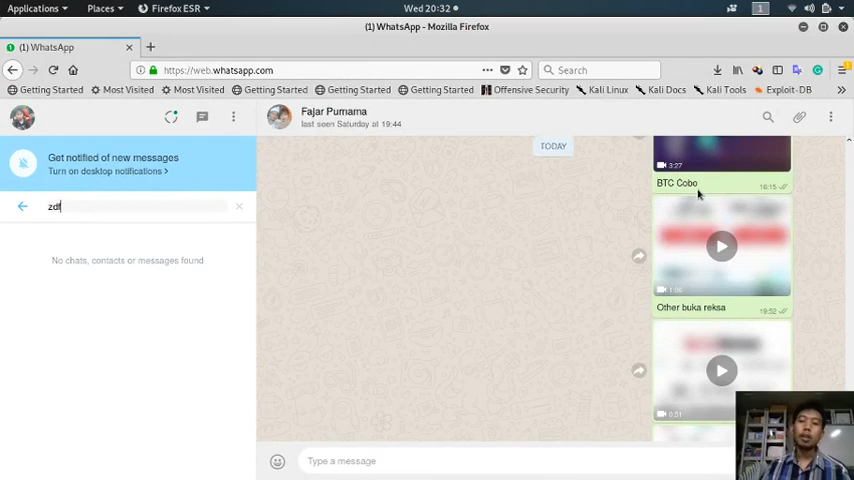 Applications Places Firefox ESR Wed 20:32 1
(1) WhatsApp - Mozilla Firefox
(1) WhatsApp
https://web.whatsapp.com Search
Getting Started Most Visited Getting Started Getting Started Getting Started Offensive Security Kali Linux Kali Docs Kali Tools Exploit-DB
Fajar Purnama
last seen Saturday at 19:44
Get notified of new messages
Turn on desktop notifications >
zdf
No chats, contacts or messages found
TODAY
3:27
BTC Cobo
16:15
1:06
Other buka reksa
19:52
0:51
Type a message